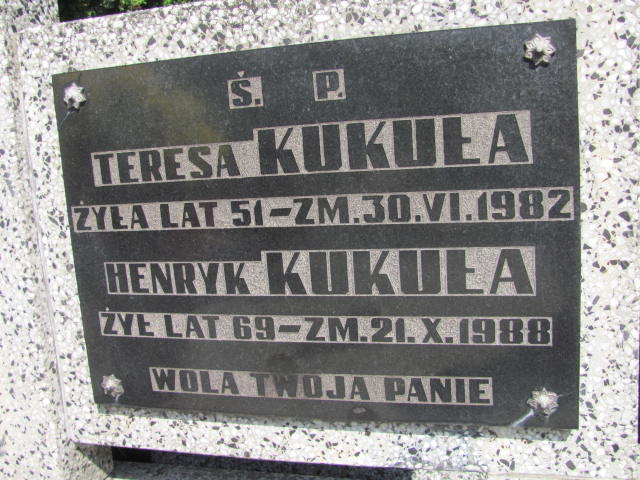 Ś. P.
TERESA KUKUŁA
ŻYŁA LAT 51-ZM.30.VI.1982
HENRYK KUKUŁA
ŻYŁ LAT 69-ZM.21.X.1988
WOLA TWOJA PANIE